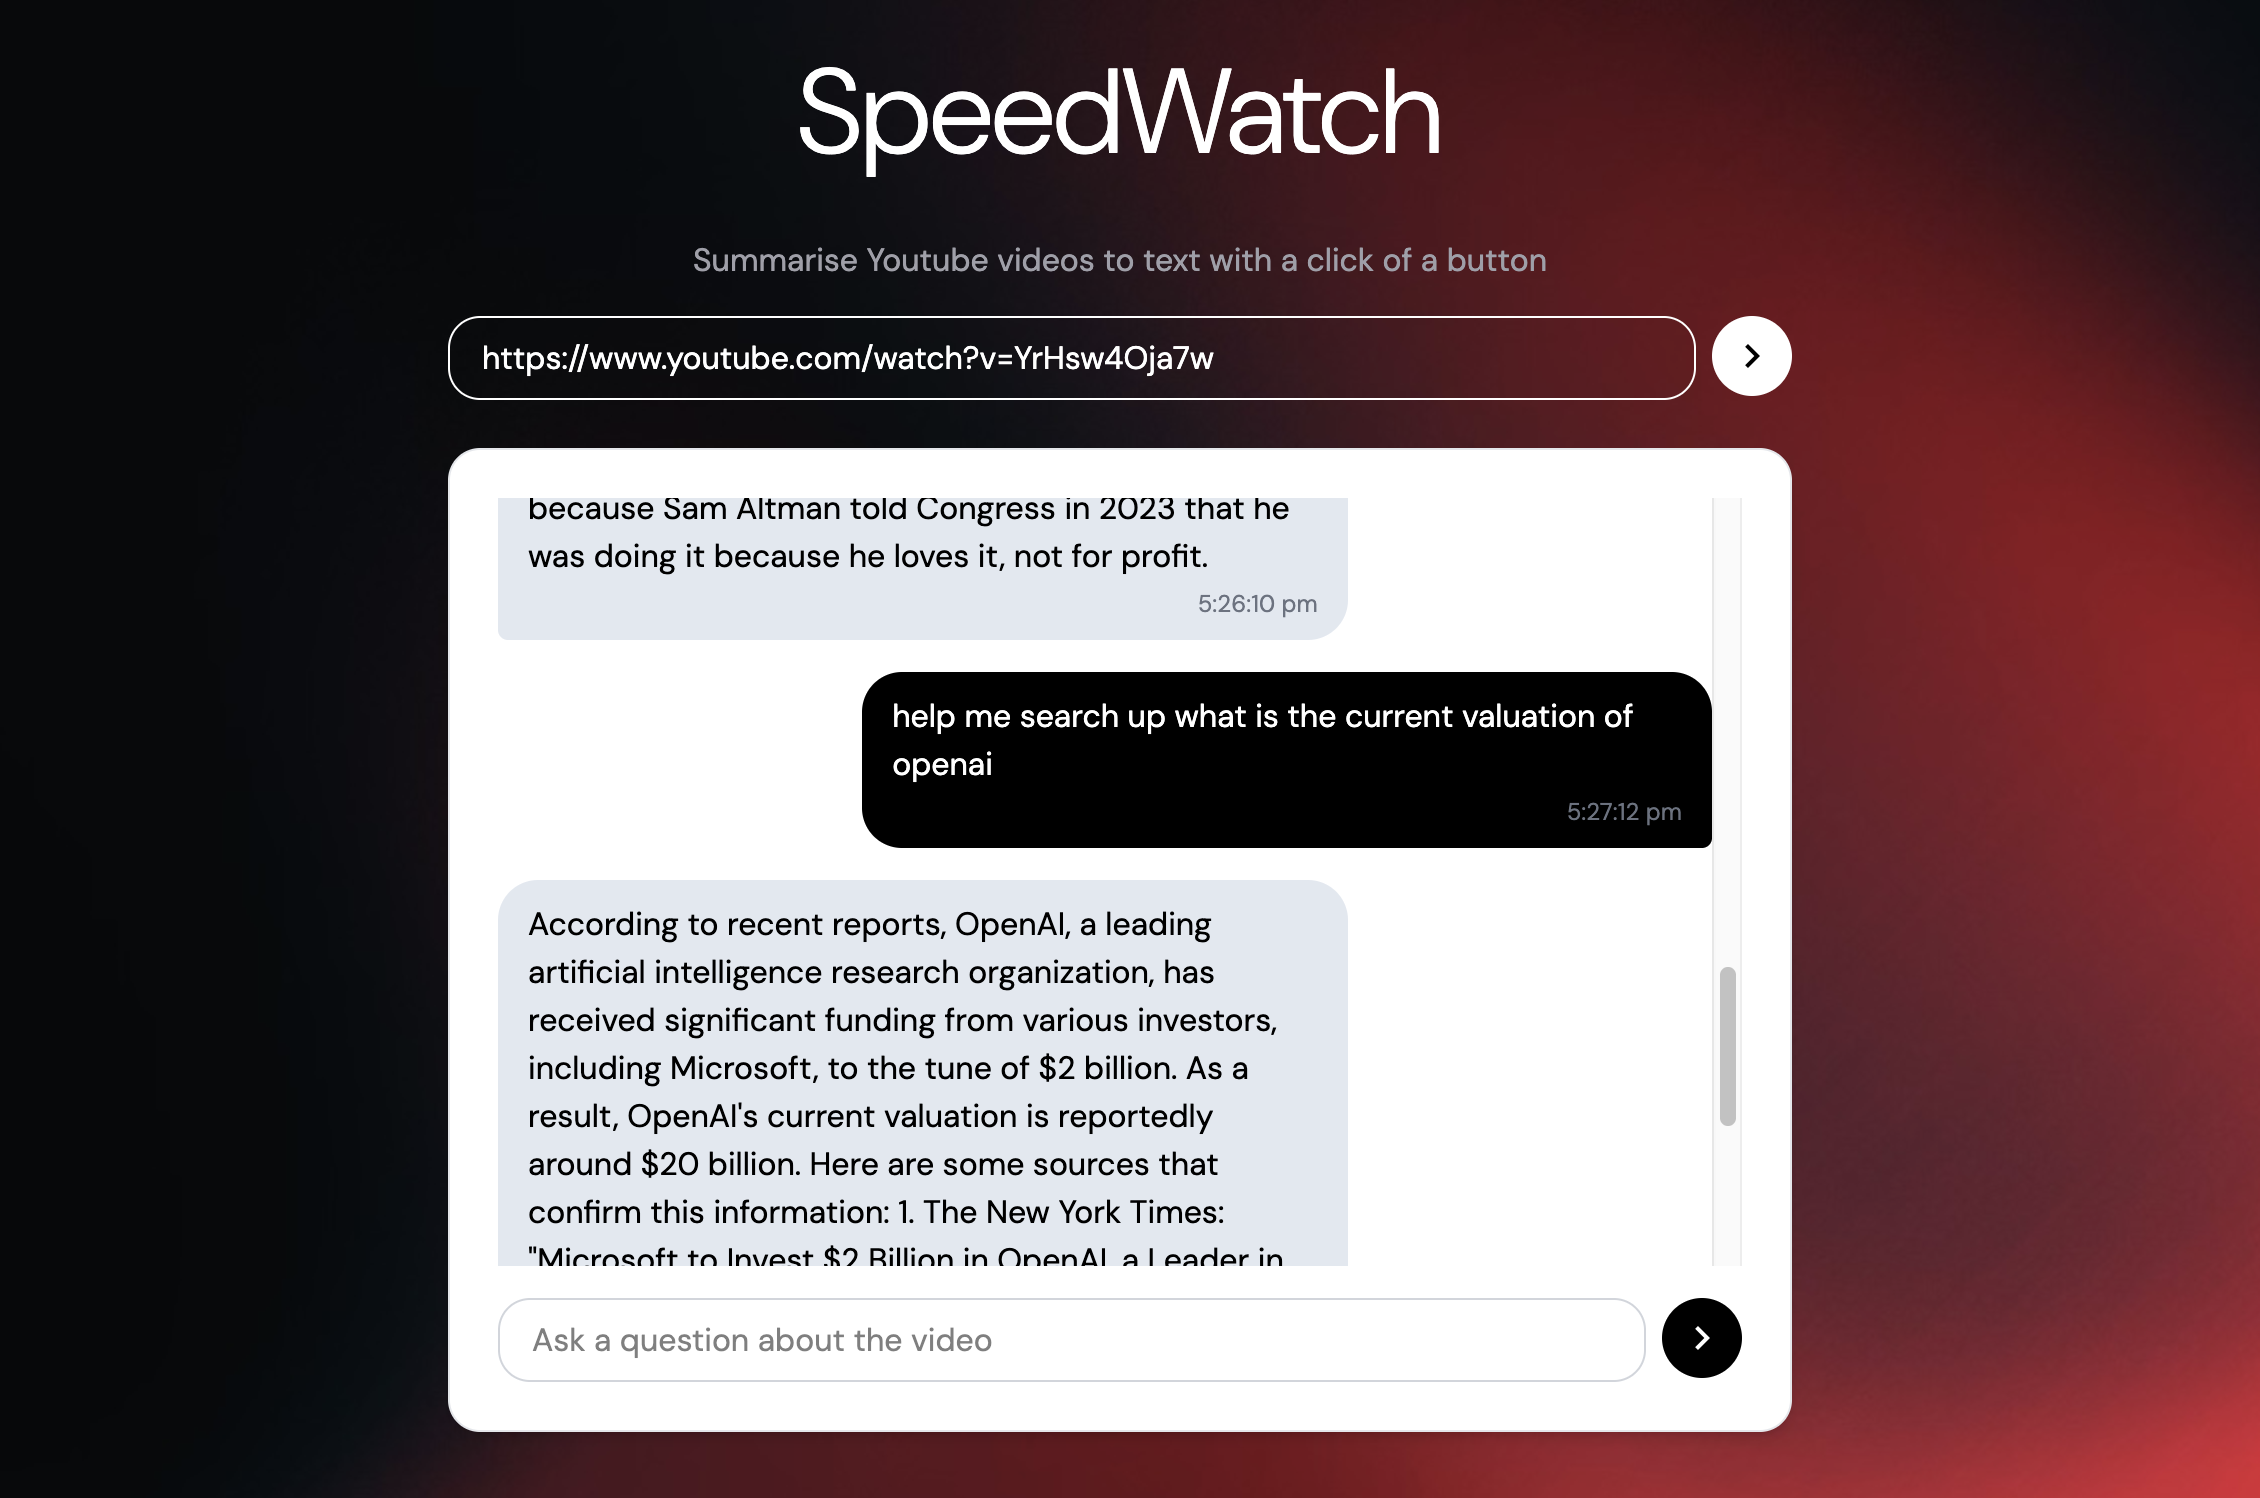 SpeedWatch
Summarise Youtube videos to text with a click of a button
https://www.youtube.com/watch?v=YrHsw4Oja7w
because Sam Altman told Congress in 2023 that he
was doing it because he loves it, not for profit.
5:26:10 pm
help me search up what is the current valuation of
openai
5:27:12 pm
According to recent reports, OpenAI, a leading
artificial intelligence research organization, has
received significant funding from various investors,
including Microsoft, to the tune of $2 billion. As a
result, OpenAI's current valuation is reportedly
around $20 billion. Here are some sources that
confirm this information: 1. The New York Times:
"Microsoft to Invest $2 Billion in OpenAI, a Leader in
Ask a question about the video